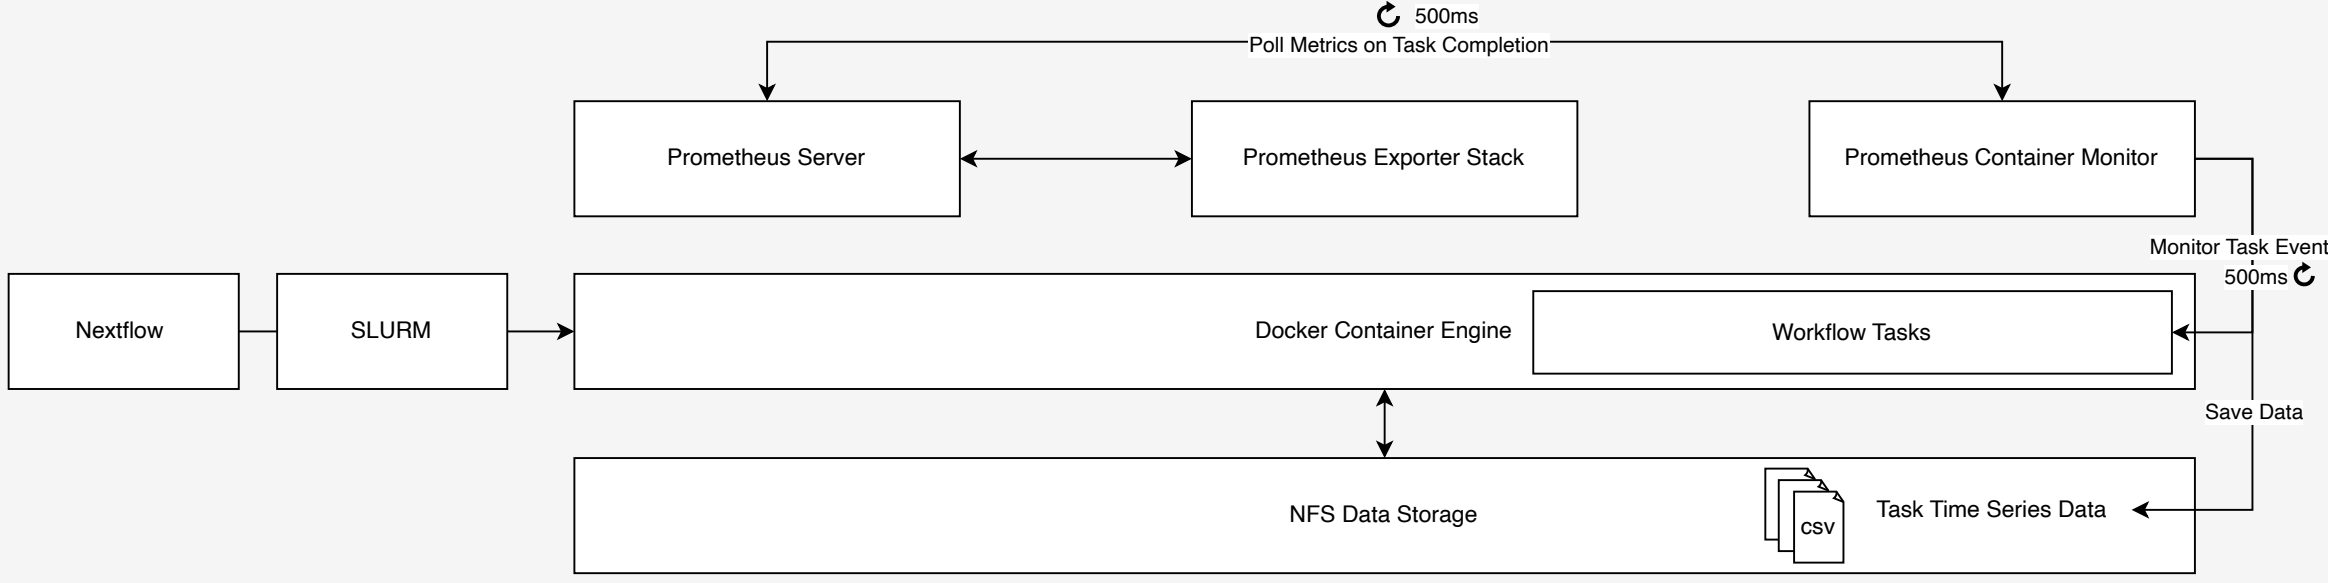 500ms
Poll Metrics on Task Completion
Prometheus Server
Prometheus Exporter Stack
Prometheus Container Monitor
Monitor Task Event
500ms
Nextflow
SLURM
Docker Container Engine
Workflow Tasks
Save Data
NFS Data Storage
csv
Task Time Series Data